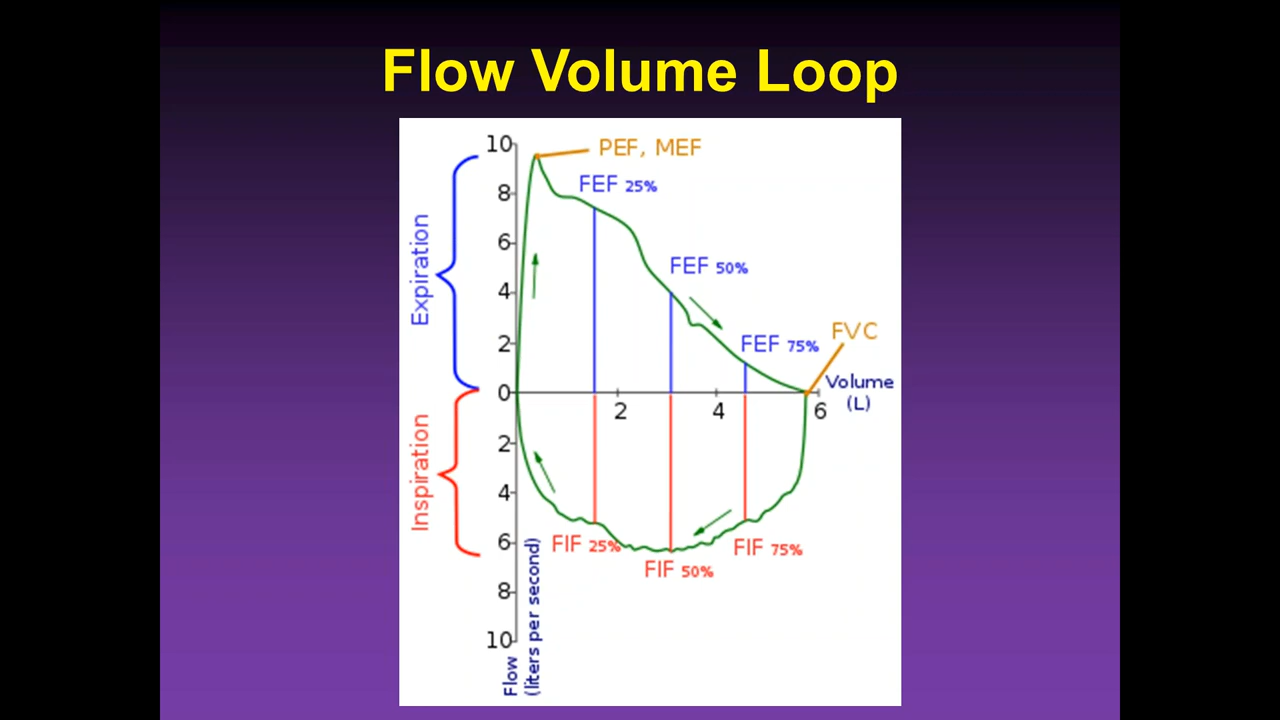 Flow Volume Loop
10
PEF, MEF
FEF 25%
8
6
Expiration
FEF 50%
4
2
FEF 75%
FVC
0
Volume
(L)
2
4
6
2
Inspiration
4
6
FIF 25%
FIF 50%
FIF 75%
8
10
Flow
(liters per second)